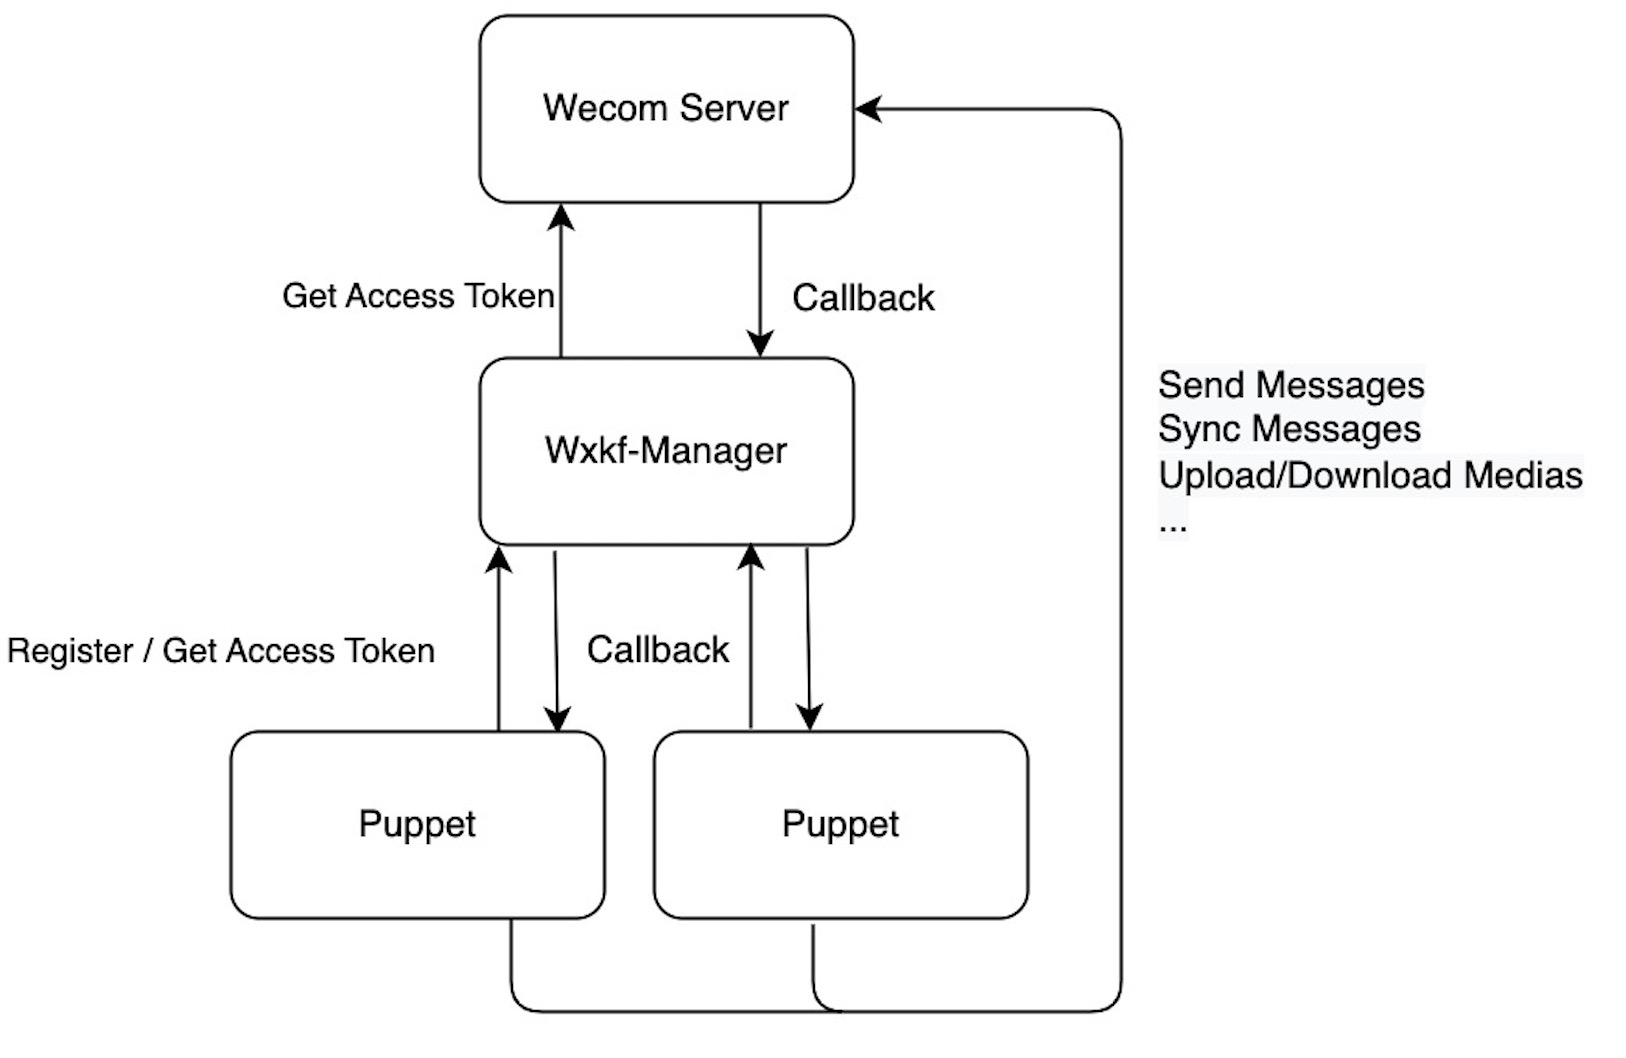 Wecom Server
Get Access Token
Callback
Send Messages
Sync Messages
Wxkf-Manager
Upload/Download Medias
...
Register / Get Access Token
Callback
Puppet
Puppet